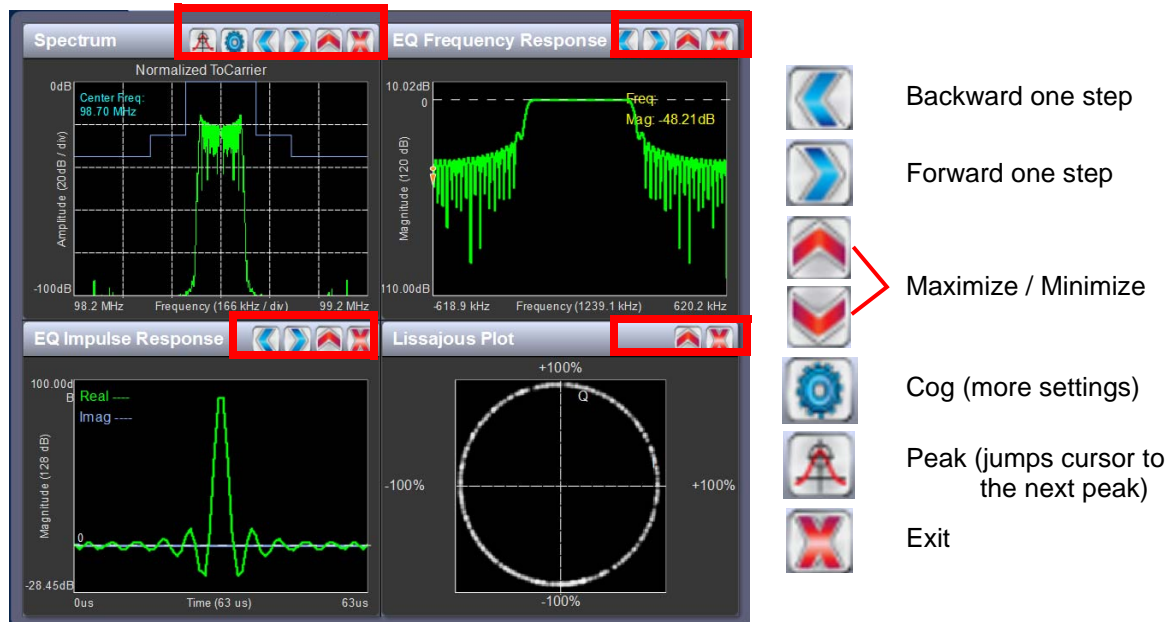 Spectrum
Normalized ToCarrier
0dB
Center Freq:
98.70 MHz
Amplitude (20dB / div)
-100dB
98.2 MHz
Frequency (166 kHz / div)
99.2 MHz
EQ Frequency Response
10.02dB
0
Freq:
Mag: -48.21dB
Magnitude (120 dB)
110.00dB
-618.9 kHz
Frequency (1239.1 kHz)
620.2 kHz
EQ Impulse Response
100.00d
B
Real ----
Imag ----
Magnitude (128 dB)
0
-28.45dB
0us
Time (63 us)
63us
Lissajous Plot
+100%
Q
-100%
+100%
-100%
Backward one step
Forward one step
Maximize / Minimize
Cog (more settings)
Peak (jumps cursor to
the next peak)
Exit